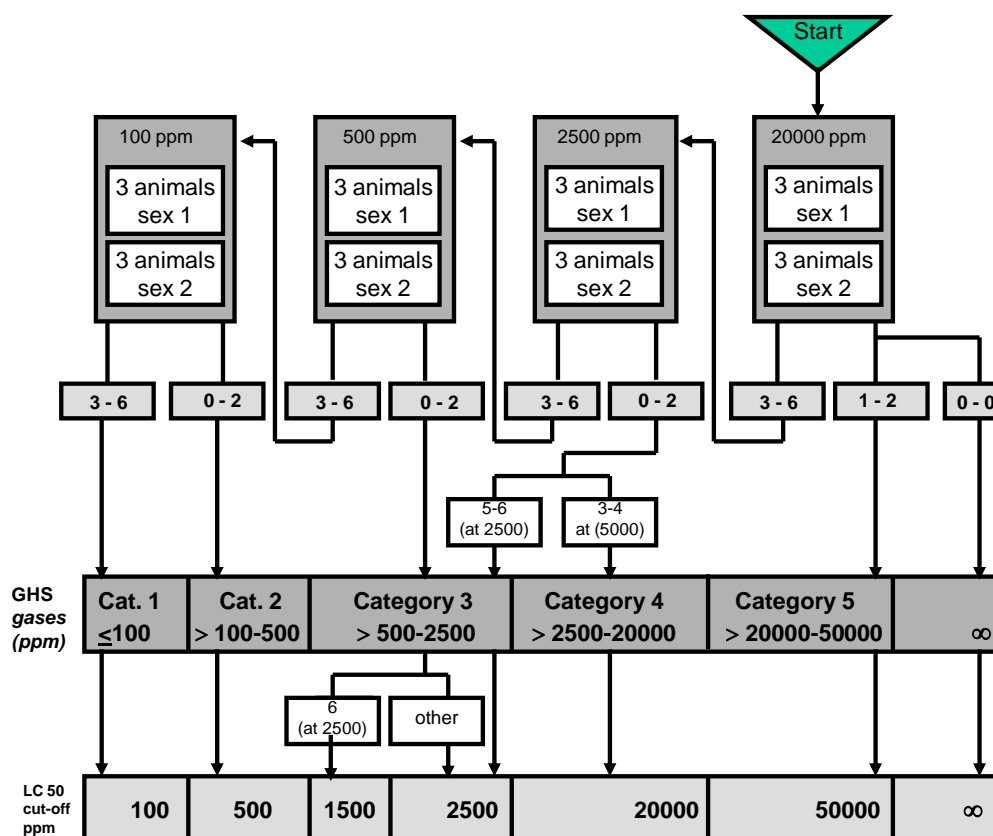 Start
100 ppm
3 animals
sex 1
3 animals
sex 2
500 ppm
3 animals
sex 1
3 animals
sex 2
2500 ppm
3 animals
sex 1
3 animals
sex 2
20000 ppm
3 animals
sex 1
3 animals
sex 2
3 - 6
0 - 2
3 - 6
0 - 2
3 - 6
0 - 2
3 - 6
1 - 2
0 - 0
5-6
(at 2500)
3-4
at (5000)
GHS
gases
(ppm)
Cat. 1
≤100
Cat. 2
> 100-500
Category 3
> 500-2500
Category 4
> 2500-20000
Category 5
> 20000-50000
∞
6
(at 2500)
other
LC 50
cut-off
ppm
100
500
1500
2500
20000
50000
∞